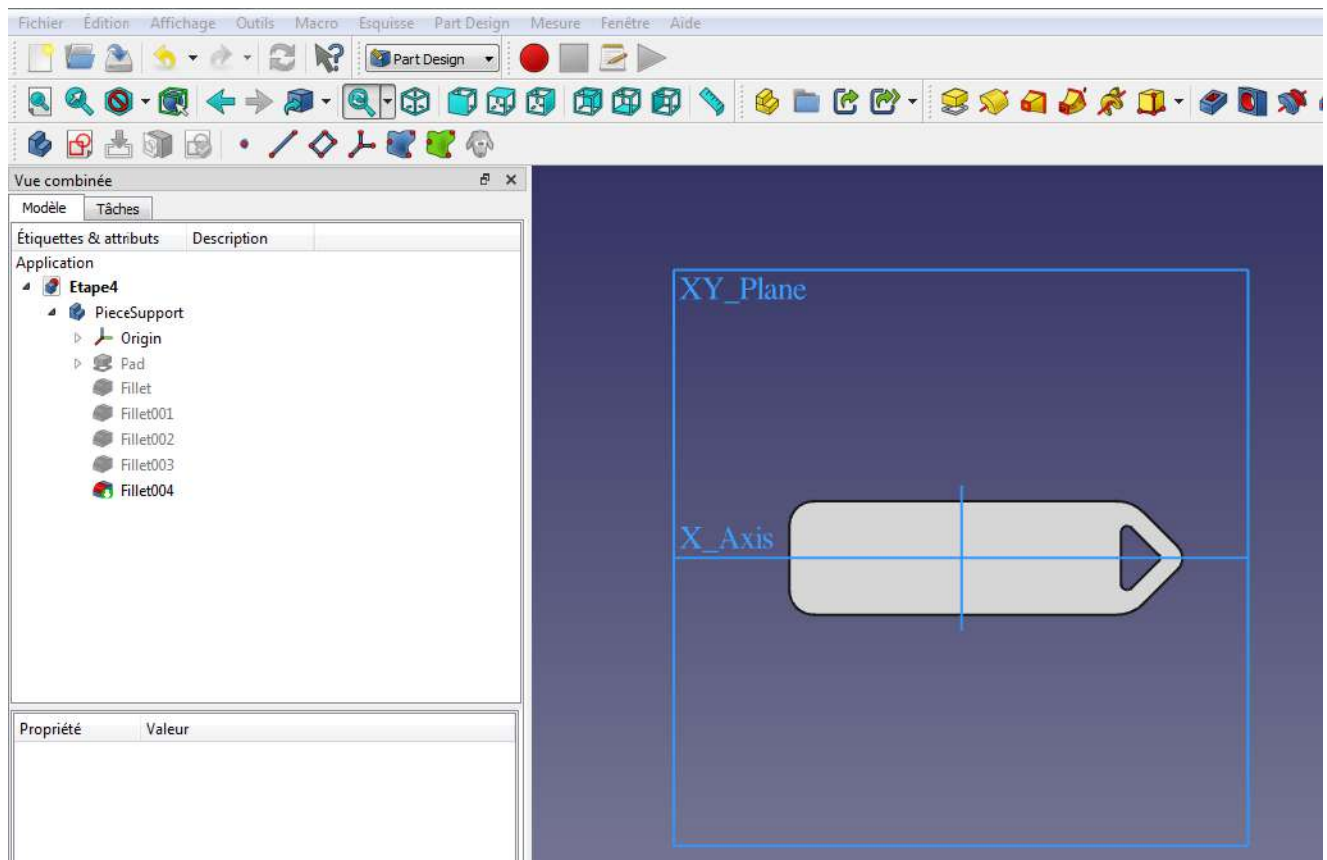 Fichier Édition Affichage Outils Macro Esquisse Part Design Mesure Fenêtre Aide
Part Design
Vue combinée
Modèle Tâches
Étiquettes & attributs Description
Application
Etape4
PieceSupport
Origin
Pad
Fillet
Fillet001
Fillet002
Fillet003
Fillet004
Propriété Valeur
XY_Plane
X_Axis